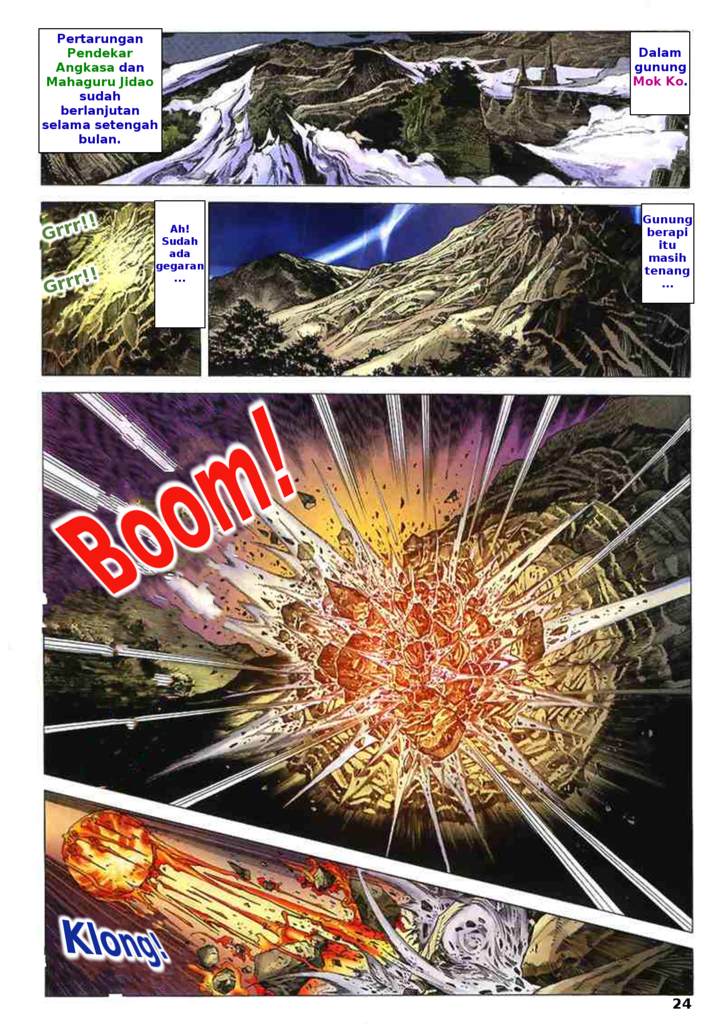 Pertarungan
Pendekar
Angkasa dan
Mahaguru Jidao
sudah
berlanjutan
selama setengah
bulan.
Dalam
gunung
Mok Ko.
Grrr!!
Grrr!!
Ah!
Sudah
ada
gegaran
...
Gunung
berapi
itu
masih
tenang
...
Boom!
Klong!
24